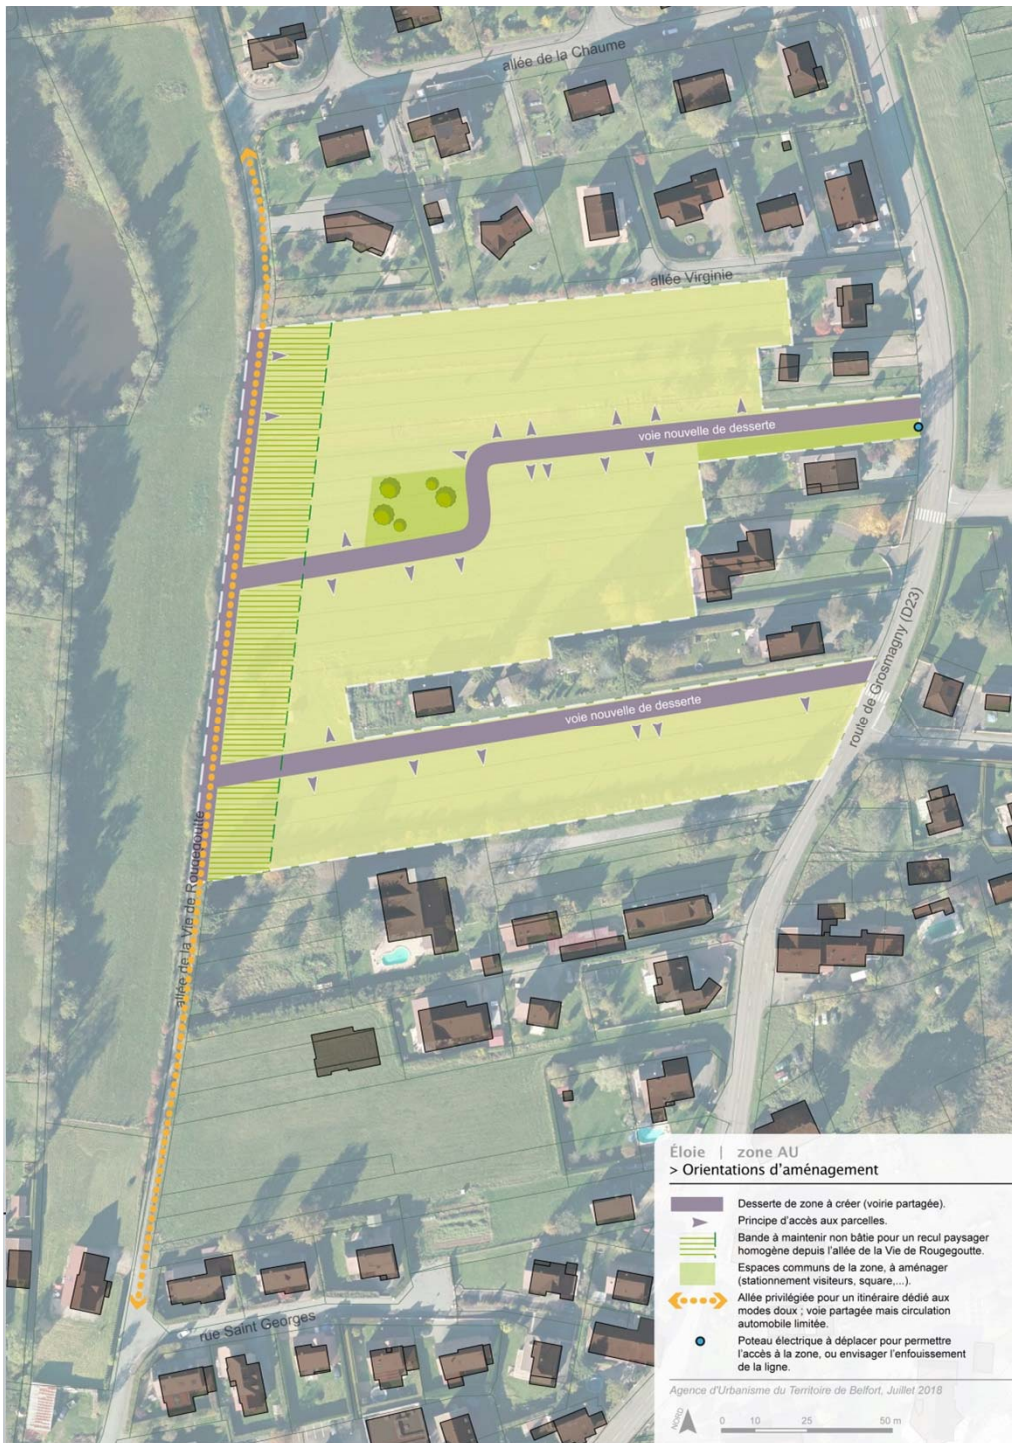 allée de la Chaume
allée Virginie
voie nouvelle de desserte
route de Grosmagny (D23)
voie nouvelle de desserte
allée de la Vie de Rougegoutte
rue Saint Georges
Éloie | zone AU
> Orientations d'aménagement
Desserte de zone à créer (voirie partagée).
Principe d'accès aux parcelles.
Bande à maintenir non bâtie pour un recul paysager
homogène depuis l'allée de la Vie de Rougegoutte.
Espaces communs de la zone, à aménager
(stationnement visiteurs, square,...).
Allée privilégiée pour un itinéraire dédié aux
modes doux ; voie partagée mais circulation
automobile limitée.
Poteau électrique à déplacer pour permettre
l'accès à la zone, ou envisager l'enfouissement
de la ligne.
Agence d'Urbanisme du Territoire de Belfort, Juillet 2018
NORD
0 10 25 50 m